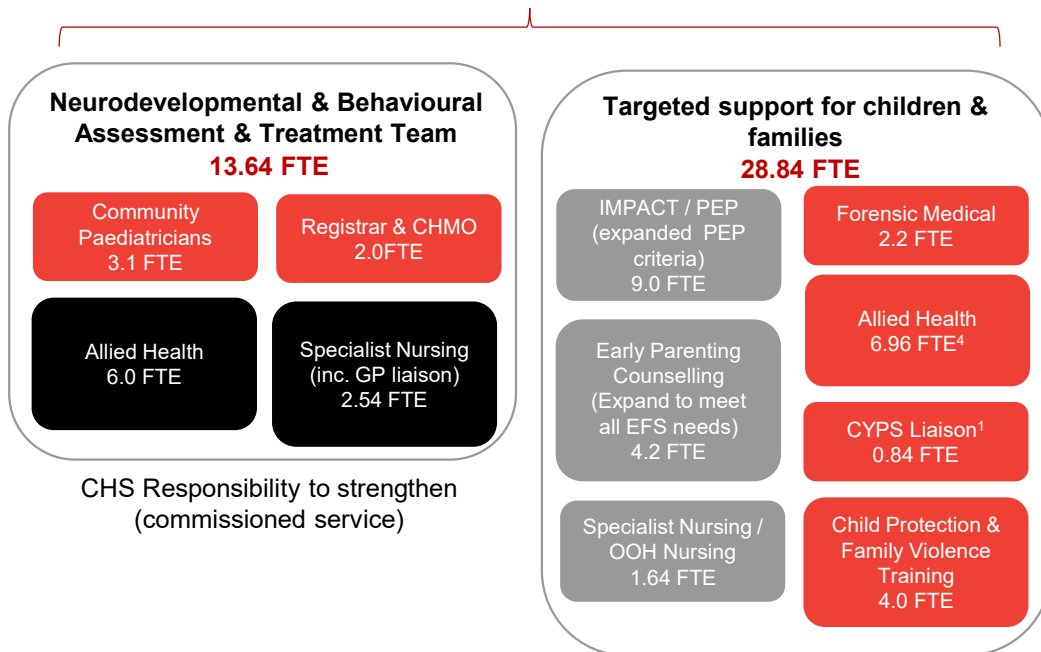 Neurodevelopmental & Behavioural
Assessment & Treatment Team
13.64 FTE
Community
Paediatricians
3.1 FTE
Registrar & CHMO
2.0FTE
Allied Health
6.0 FTE
Specialist Nursing
(inc. GP liaison)
2.54 FTE
CHS Responsibility to strengthen
(commissioned service)
Targeted support for children &
families
28.84 FTE
IMPACT / PEP
(expanded PEP
criteria)
9.0 FTE
Forensic Medical
2.2 FTE
Early Parenting
Counselling
(Expand to meet
all EFS needs)
4.2 FTE
Allied Health
6.96 FTE⁴
CYPS Liaison¹
0.84 FTE
Specialist Nursing /
OOH Nursing
1.64 FTE
Child Protection &
Family Violence
Training
4.0 FTE